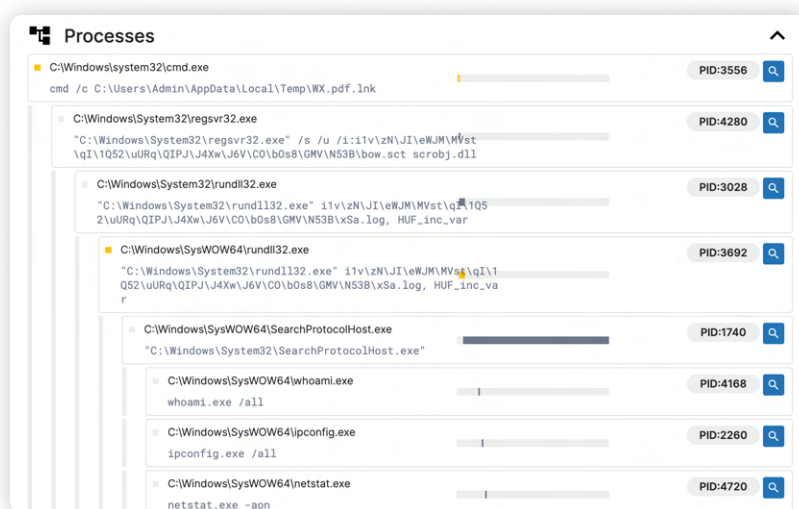 Processes
C:\Windows\system32\cmd.exe
PID:3556
cmd /c C:\Users\Admin\AppData\Local\Temp\WX.pdf.lnk
C:\Windows\System32\regsvr32.exe
PID:4280
"C:\Windows\System32\regsvr32.exe" /s /u /i:i1v\zN\JI\eWJM\MVst
\qI\1Q52\uURq\QIPJ\J4Xw\J6V\CO\bOs8\GMV\N53B\bow.sct scrobj.dll
C:\Windows\System32\rundll32.exe
PID:3028
"C:\Windows\System32\rundll32.exe" i1v\zN\JI\eWJM\MVst\qI\1Q5
2\uURq\QIPJ\J4Xw\J6V\CO\bOs8\GMV\N53B\xSa.log, HUF_inc_var
C:\Windows\SysWOW64\rundll32.exe
PID:3692
"C:\Windows\System32\rundll32.exe" i1v\zN\JI\eWJM\MVst\qI\1
Q52\uURq\QIPJ\J4Xw\J6V\CO\bOs8\GMV\N53B\xSa.log, HUF_inc_va
r
C:\Windows\SysWOW64\SearchProtocolHost.exe
PID:1740
"C:\Windows\System32\SearchProtocolHost.exe"
C:\Windows\SysWOW64\whoami.exe
PID:4168
whoami.exe /all
C:\Windows\SysWOW64\ipconfig.exe
PID:2260
ipconfig.exe /all
C:\Windows\SysWOW64\netstat.exe
PID:4720
netstat.exe -aon